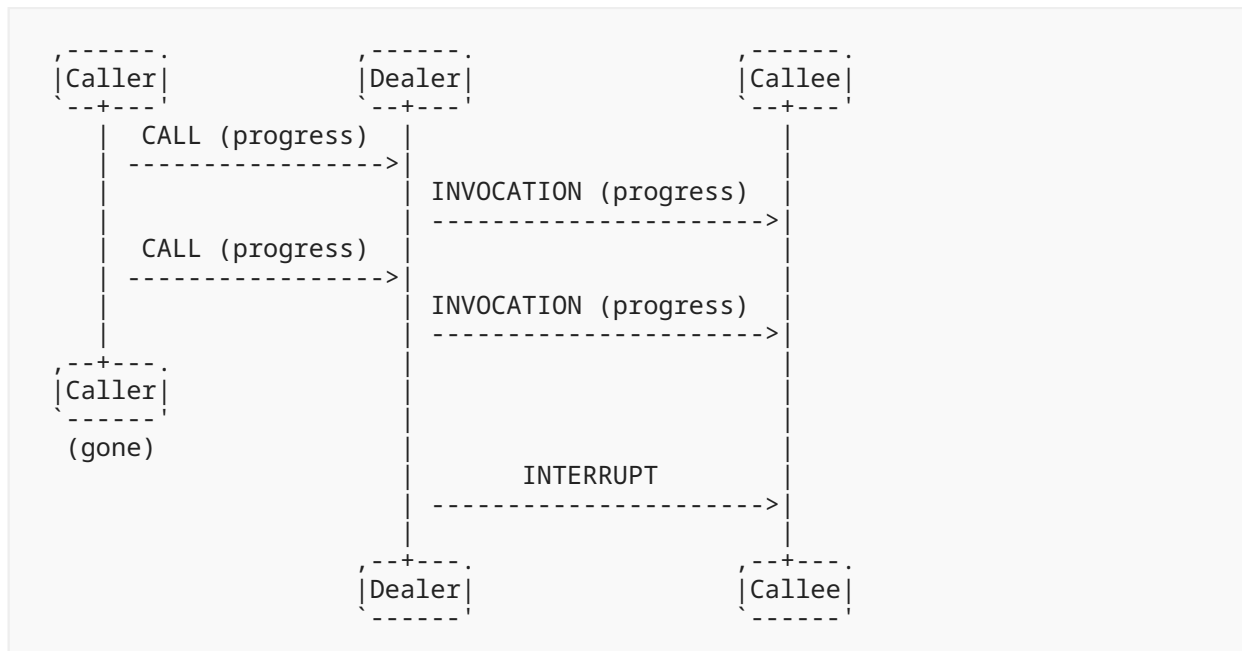 ,------. ,------. ,------.
|Caller| |Dealer| |Callee|
`--+---' `--+---' `--+---'
| CALL (progress) | |
| ----------------->| |
| | INVOCATION (progress) |
| | ---------------------->|
| CALL (progress) | |
| ----------------->| |
| | INVOCATION (progress) |
| | ---------------------->|
,--+---. | |
|Caller| | |
`------' | |
(gone) | |
| INTERRUPT |
| ---------------------->|
| |
,--+---. ,--+---.
|Dealer| |Callee|
`------' `------'